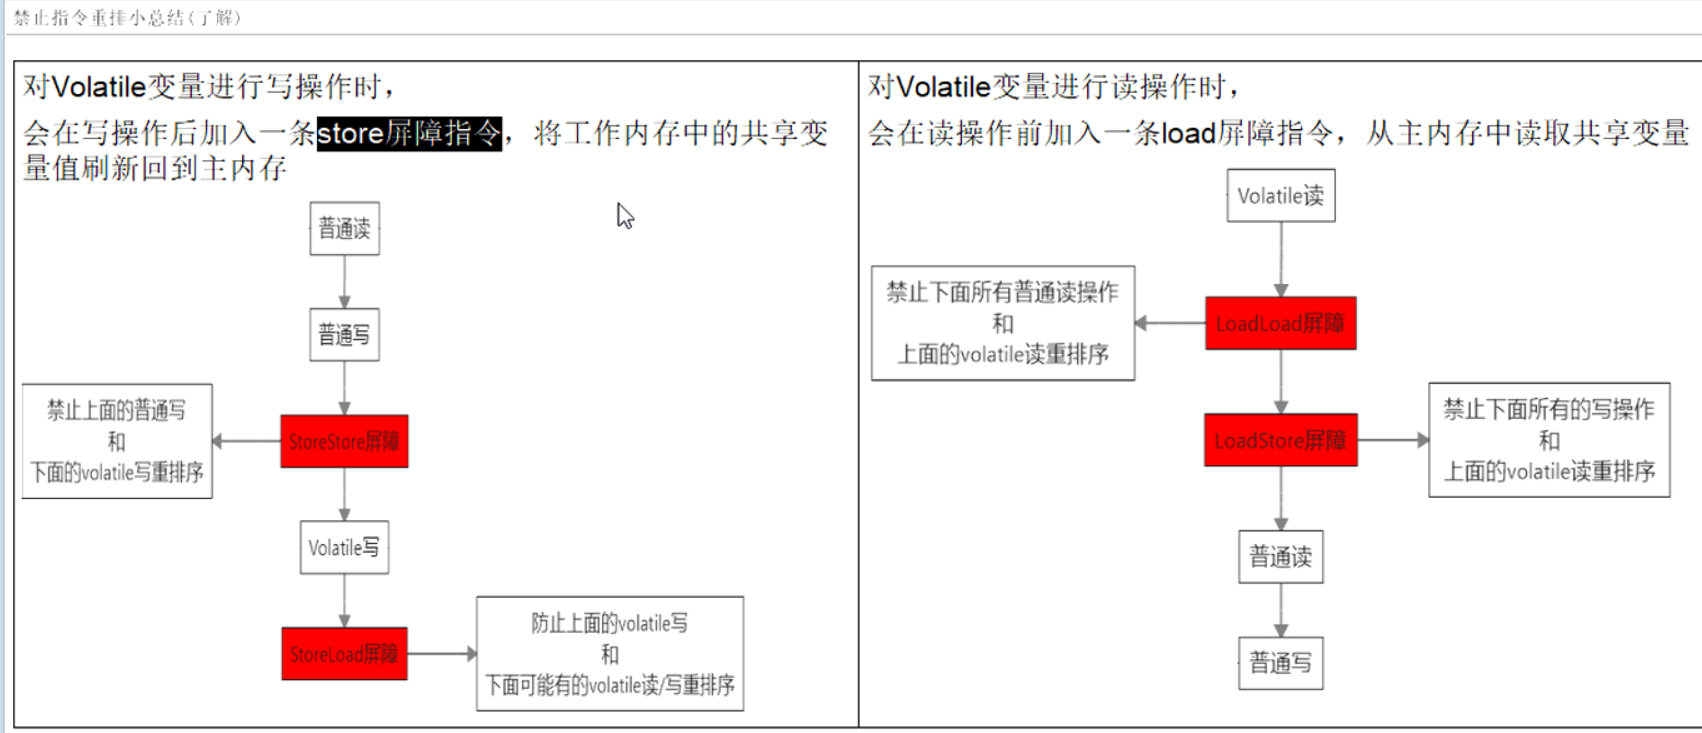 禁止指令重排小总结(了解)
对Volatile变量进行写操作时，
会在写操作后加入一条store屏障指令，将工作内存中的共享变
量值刷新回到主内存
普通读
普通写
StoreStore屏障
禁止上面的普通写
和
下面的volatile写重排序
Volatile写
StoreLoad屏障
防止上面的volatile写
和
下面可能有的volatile读/写重排序
对Volatile变量进行读操作时，
会在读操作前加入一条load屏障指令，从主内存中读取共享变量
Volatile读
LoadLoad屏障
禁止下面所有普通读操作
和
上面的volatile读重排序
LoadStore屏障
禁止下面所有的写操作
和
上面的volatile读重排序
普通读
普通写